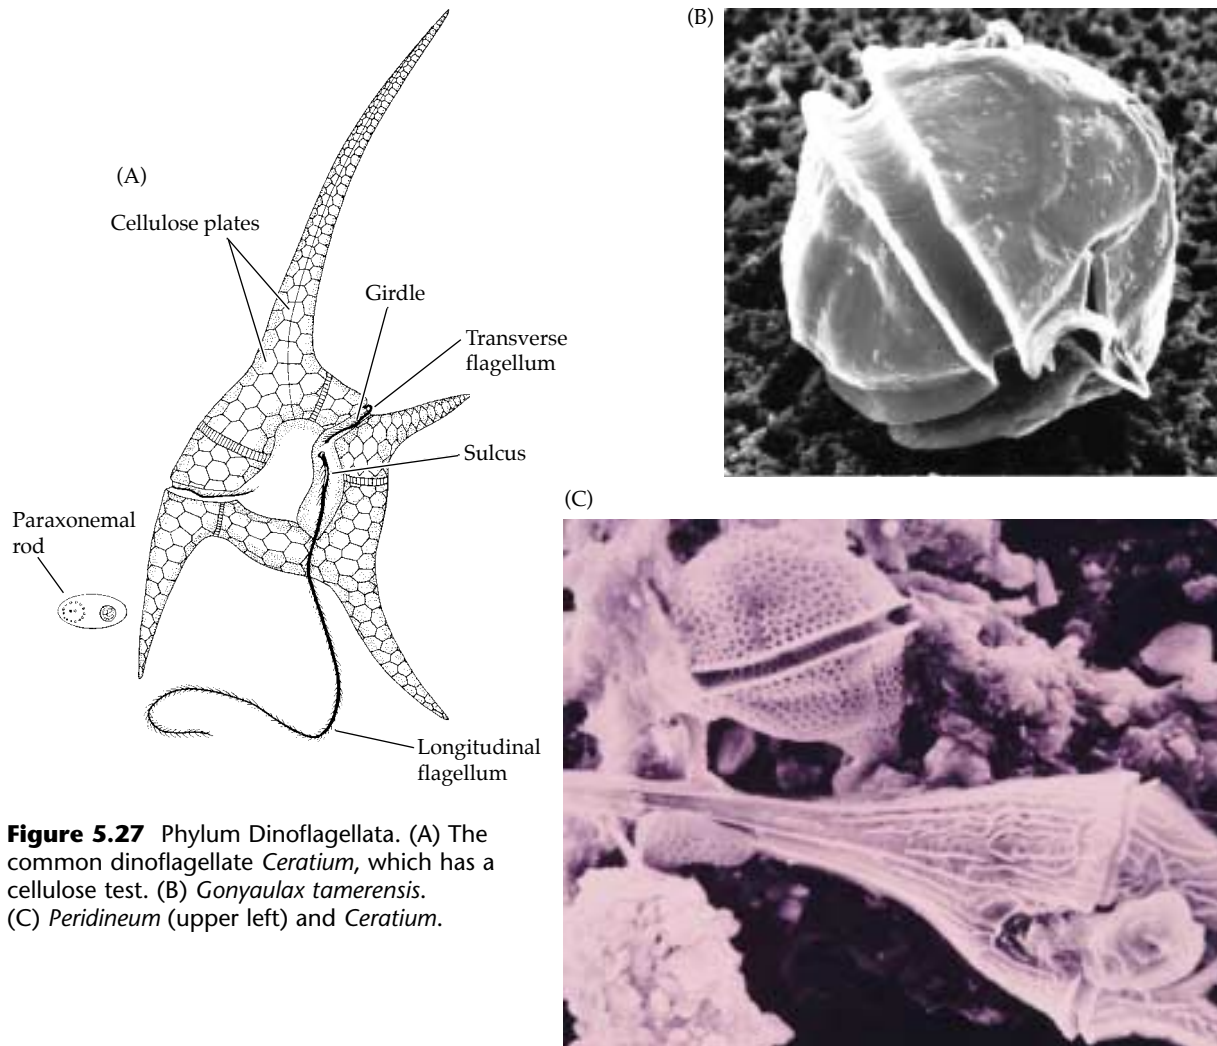 (A)
Cellulose plates
Girdle
Transverse
flagellum
Sulcus
Paraxonemal
rod
Longitudinal
flagellum
(B)
(C)
Figure 5.27 Phylum Dinoflagellata. (A) The
common dinoflagellate Ceratium, which has a
cellulose test. (B) Gonyaulax tamerensis.
(C) Peridineum (upper left) and Ceratium.